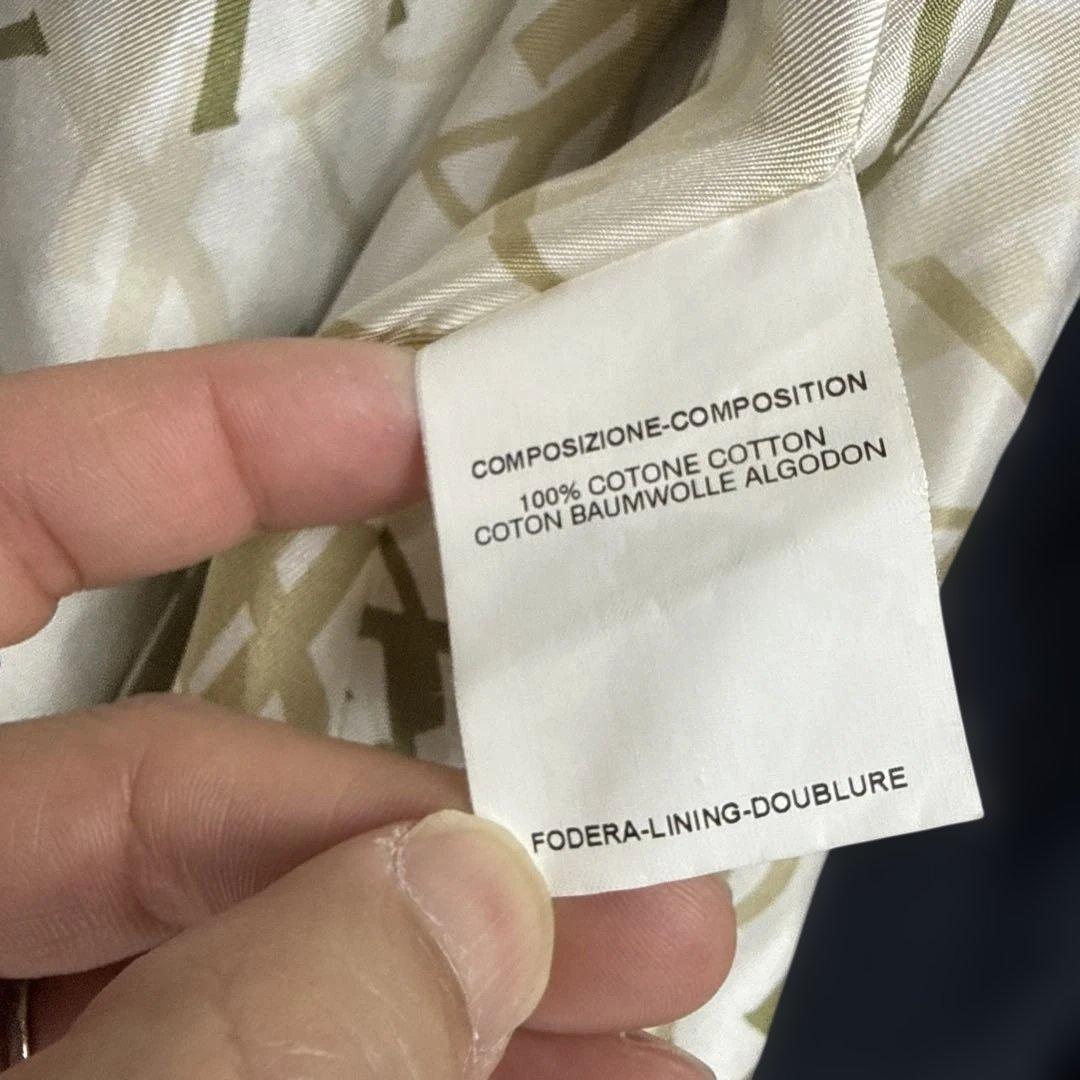 COMPOSIZIONE-COMPOSITION
100% COTONE COTTON
COTON BAUMWOLLE ALGODON
FODERA-LINING-DOUBLURE